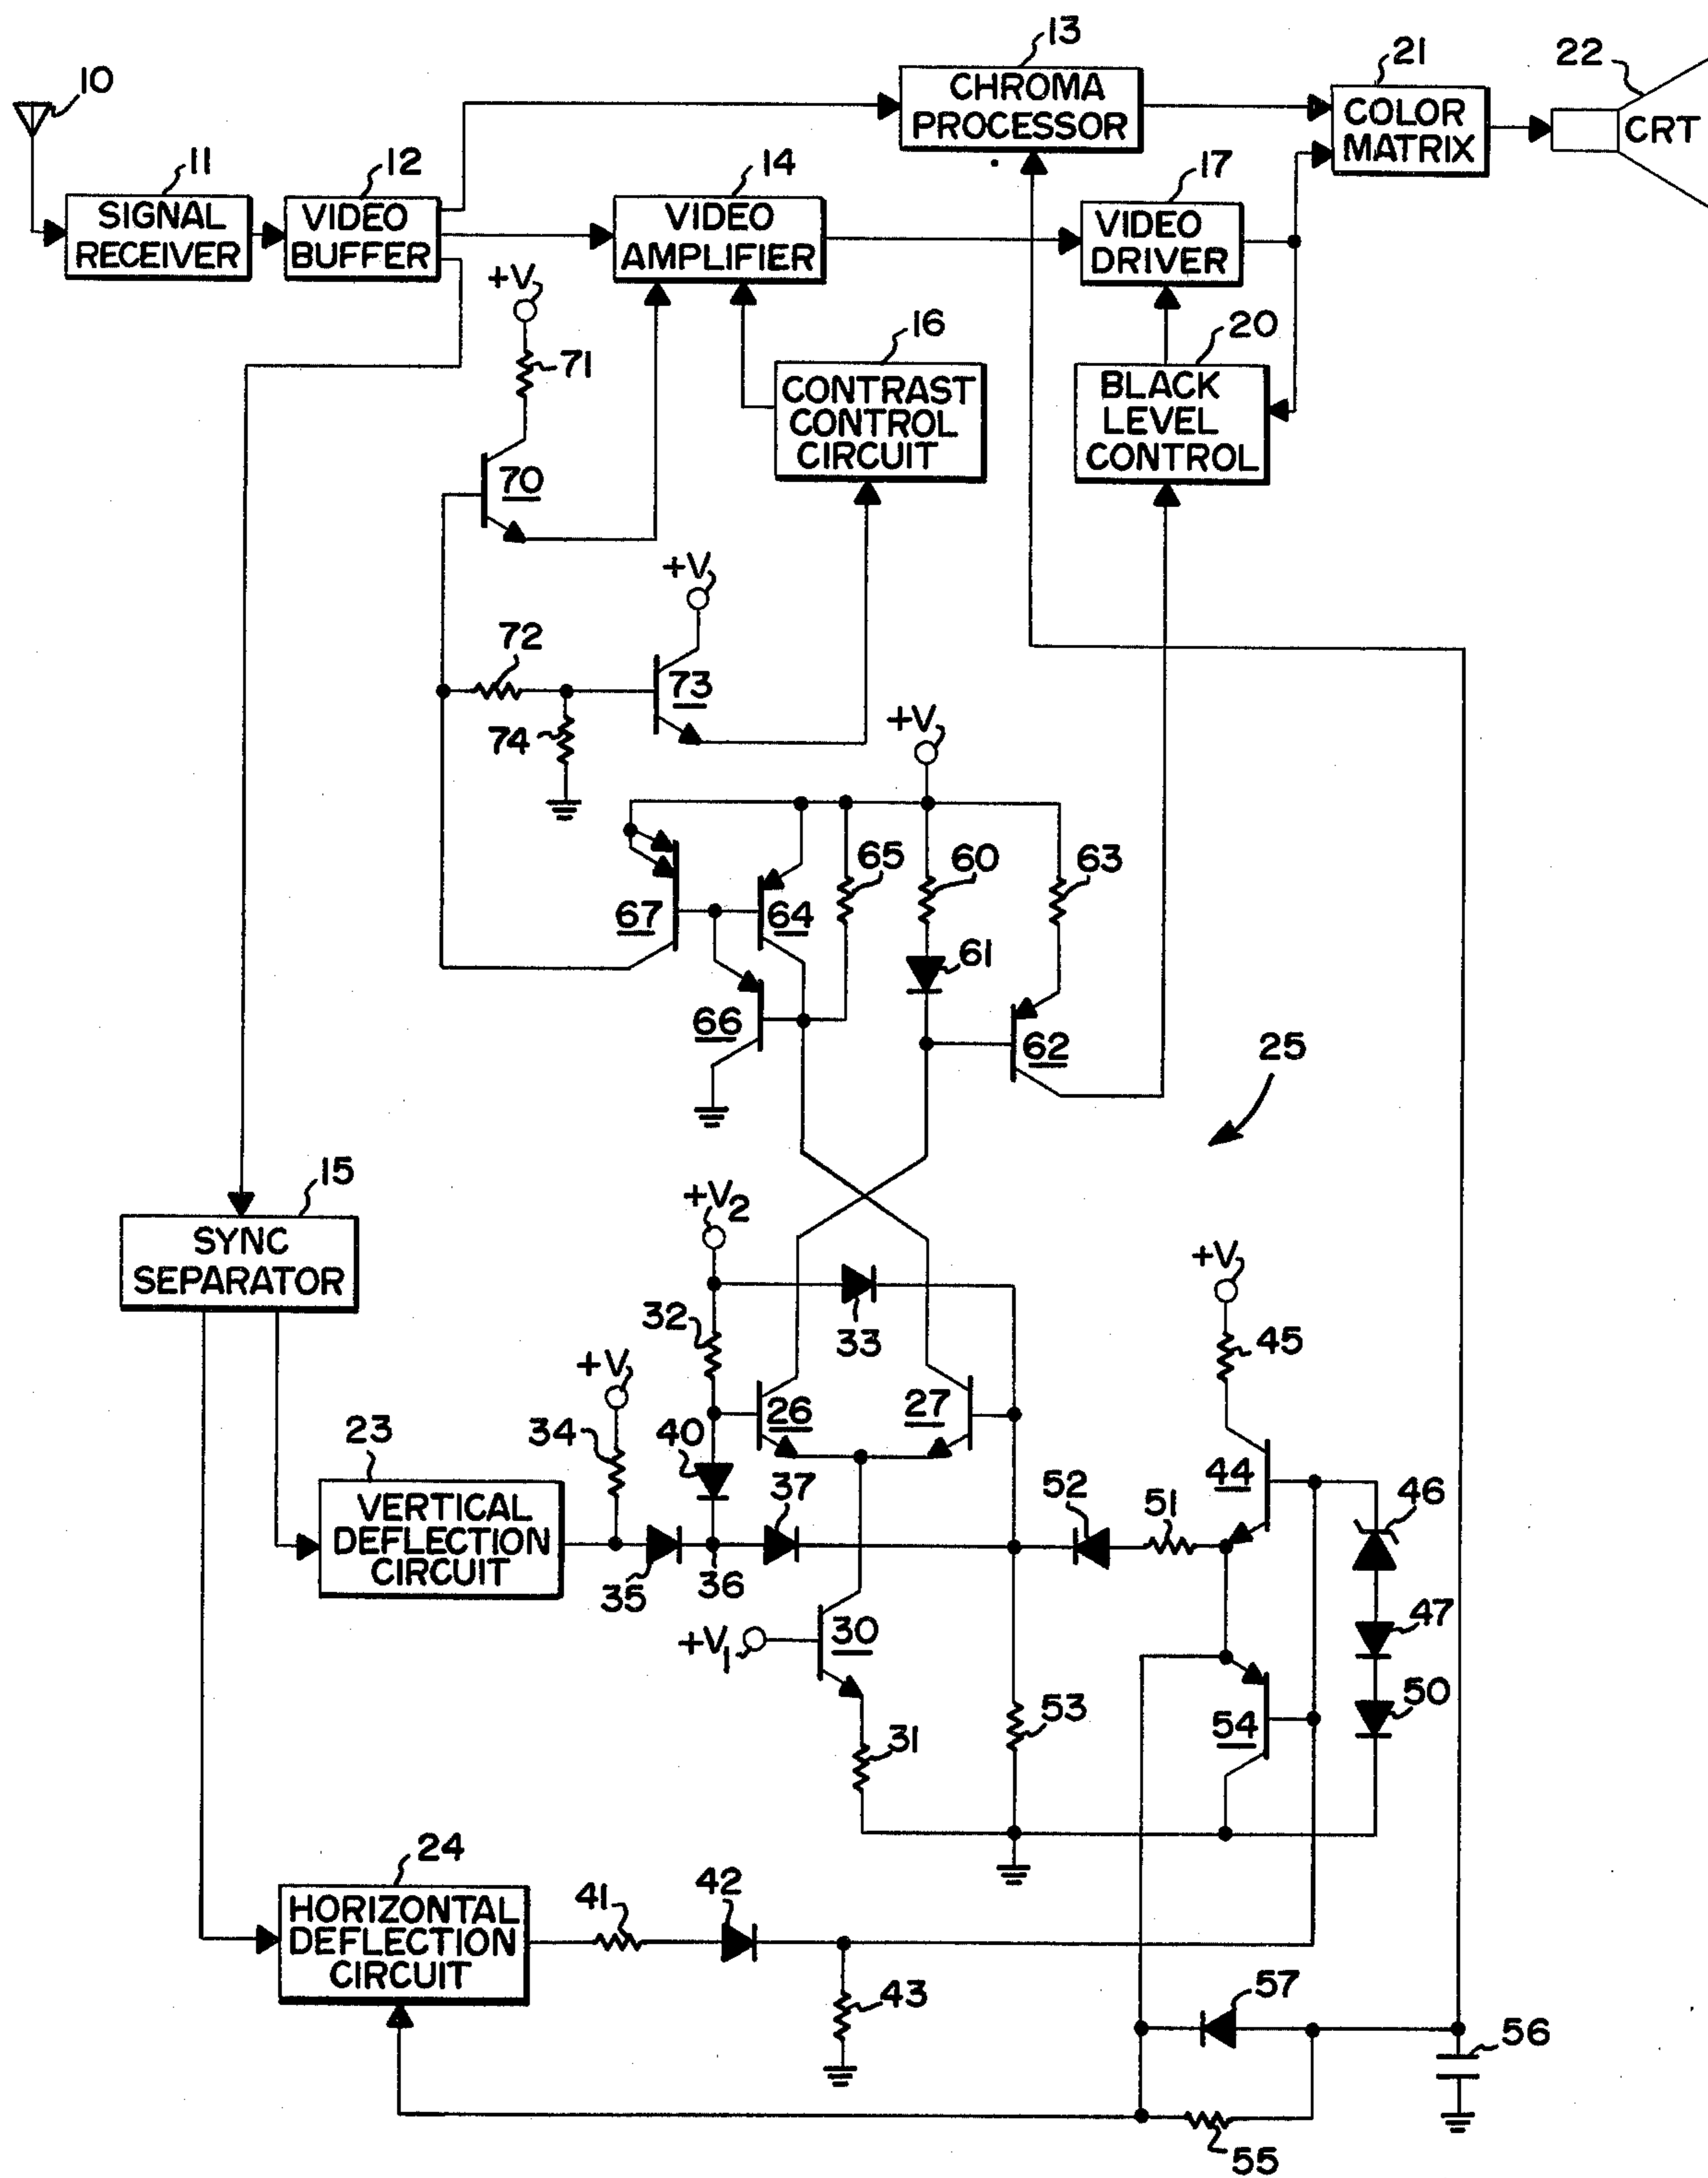 10
11
SIGNAL
RECEIVER
12
VIDEO
BUFFER
13
CHROMA
PROCESSOR
14
VIDEO
AMPLIFIER
17
VIDEO
DRIVER
21
COLOR
MATRIX
22
CRT
+V
71
70
16
CONTRAST
CONTROL
CIRCUIT
20
BLACK
LEVEL
CONTROL
+V
72
73
74
+V
65
60
63
67
64
61
66
62
25
15
SYNC
SEPARATOR
+V2
33
32
+V
45
+V
34
26
27
40
23
VERTICAL
DEFLECTION
CIRCUIT
35
36
37
52
51
44
46
47
50
+V1
30
31
53
54
24
HORIZONTAL
DEFLECTION
CIRCUIT
41
42
43
57
56
55